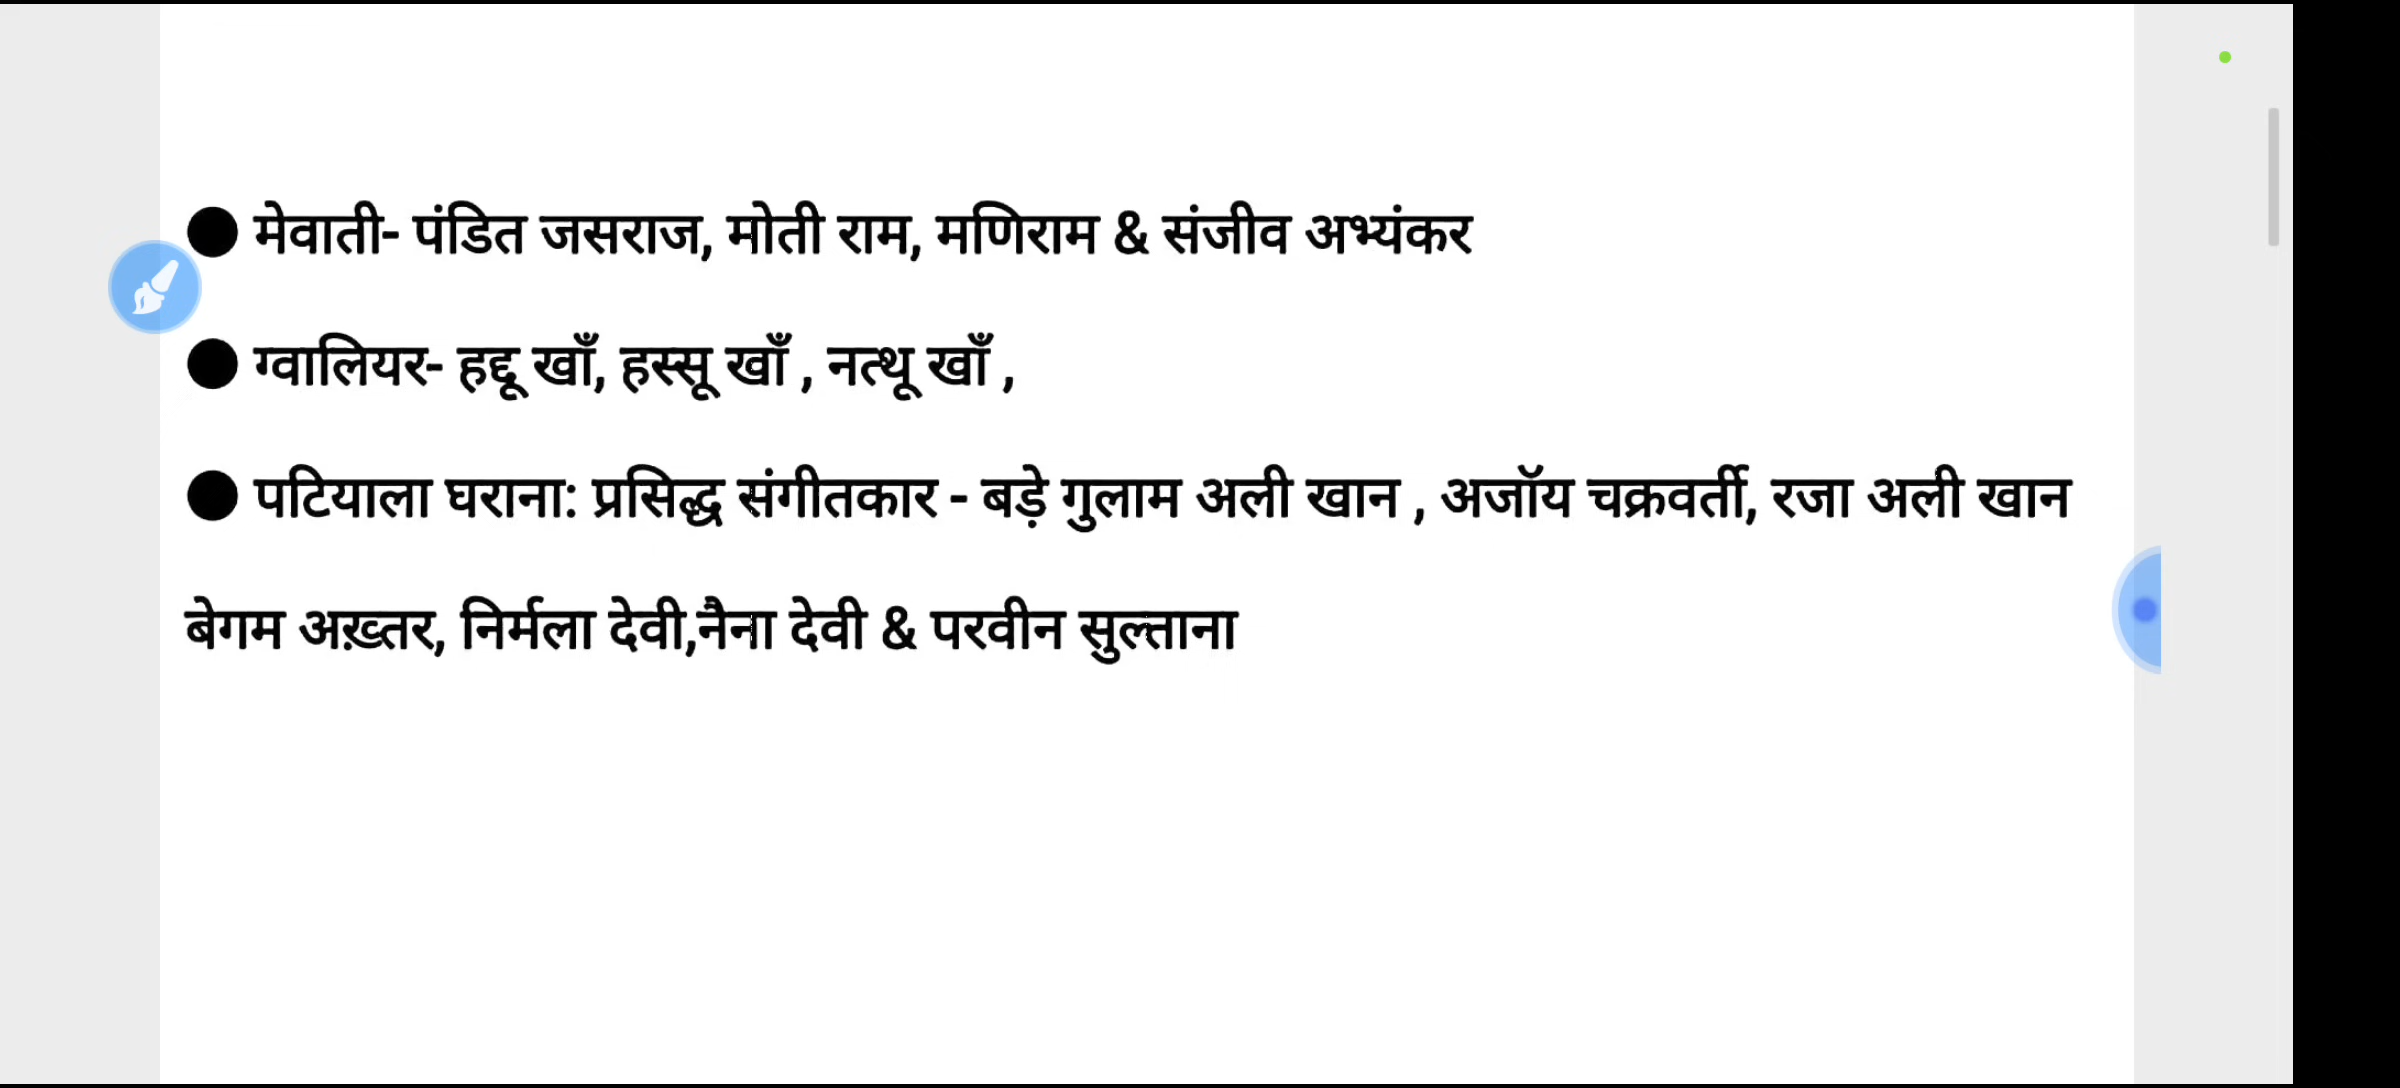 ● मेवाती- पंडित जसराज, मोती राम, मणिराम & संजीव अभ्यंकर
● ग्वालियर- हद्दू खाँ, हस्सू खाँ , नत्थू खाँ ,
● पटियाला घराना: प्रसिद्ध संगीतकार - बड़े गुलाम अली खान , अजॉय चक्रवर्ती, रजा अली खान
बेगम अख़्तर, निर्मला देवी,नैना देवी & परवीन सुल्ताना